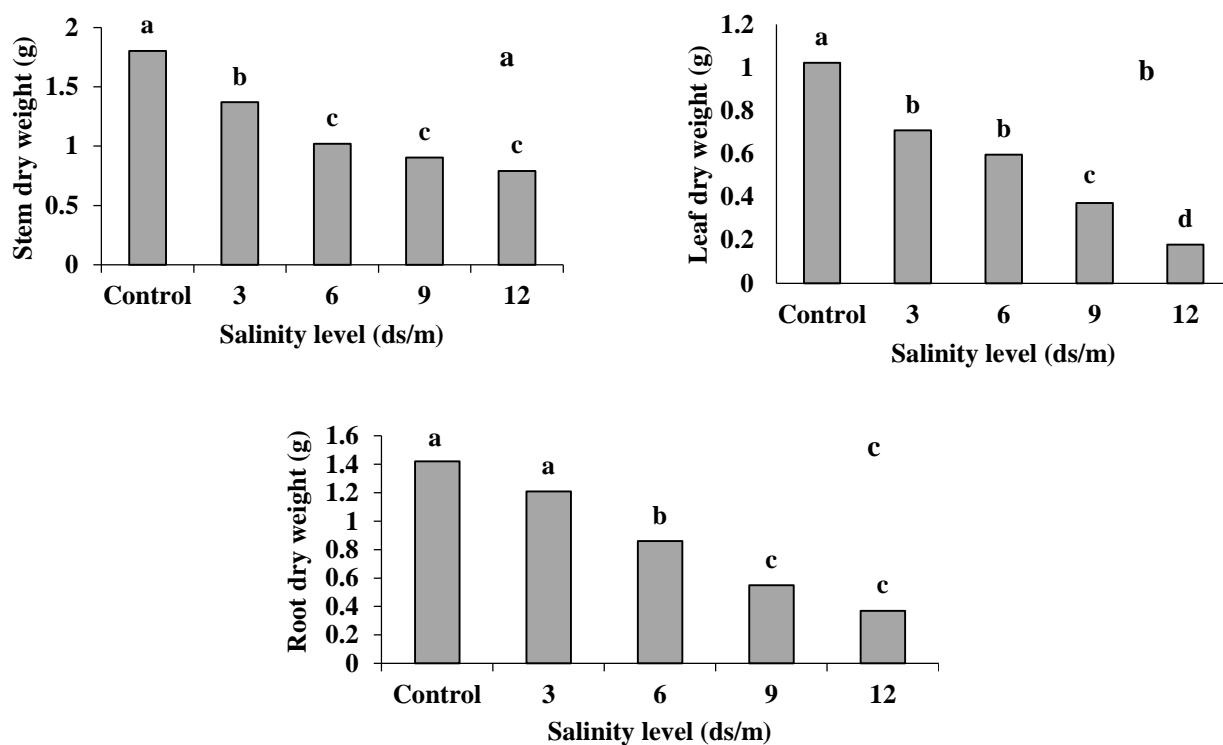 Stem dry weight (g)
2
1.5
1
0.5
0
a
b
c
c
c
a
Control 3 6 9 12
Salinity level (ds/m)
Leaf dry weight (g)
1.2
1
0.8
0.6
0.4
0.2
0
a
b
b
c
d
b
Control 3 6 9 12
Salinity level (ds/m)
Root dry weight (g)
1.6
1.4
1.2
1
0.8
0.6
0.4
0.2
0
a
a
b
c
c
c
Control 3 6 9 12
Salinity level (ds/m)